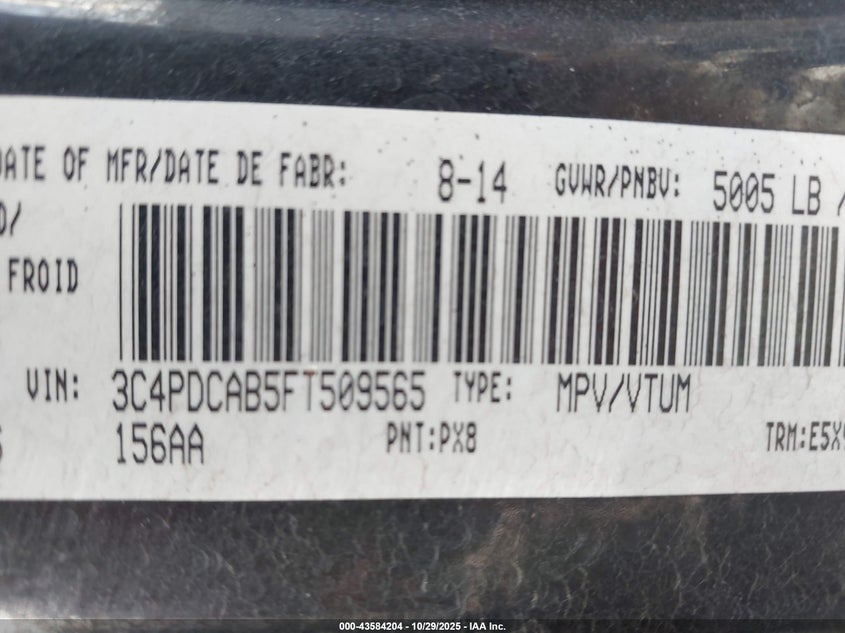 DATE OF MFR/DATE DE FABR: 8-14 GVWR/PNBV: 5005 LB /
D/
FROID
VIN: 3C4PDCAB5FT509565 TYPE: MPV/VTUM
156AA PNT:PX8 TRM:E5X
000-43584204 - 10/29/2025 - IAA Inc.